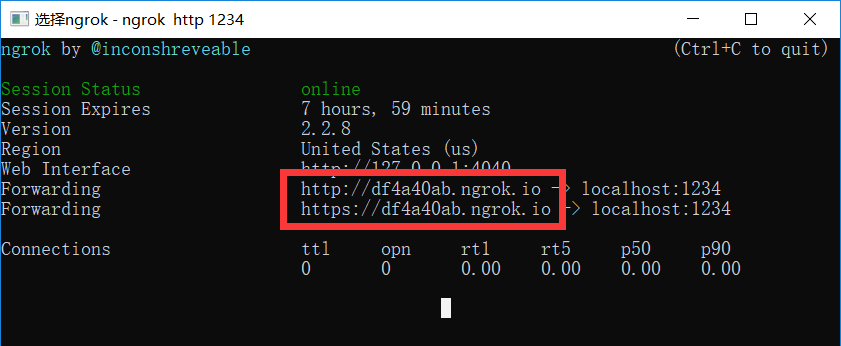 选择ngrok - ngrok  http 1234
ngrok by @inconshreveable (Ctrl+C to quit)
Session Status online
Session Expires 7 hours, 59 minutes
Version 2.2.8
Region United States (us)
Web Interface http://127.0.0.1:4040
Forwarding http://df4a40ab.ngrok.io -> localhost:1234
Forwarding https://df4a40ab.ngrok.io -> localhost:1234
Connections ttl opn rt1 rt5 p50 p90
0 0 0.00 0.00 0.00 0.00